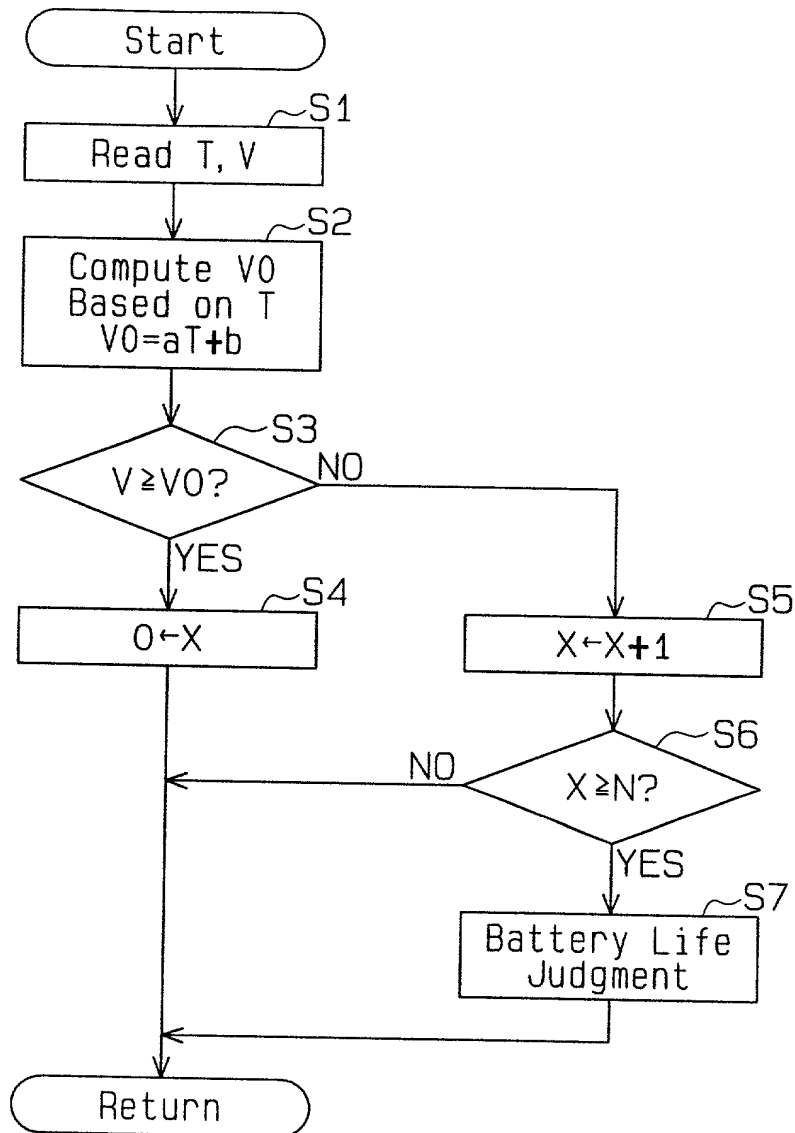 Start
S1
Read T, V
S2
Compute V0
Based on T
V0=aT+b
S3
V≧V0?
NO
YES
S4
0←X
S5
X←X+1
S6
X≧N?
NO
YES
S7
Battery Life
Judgment
Return